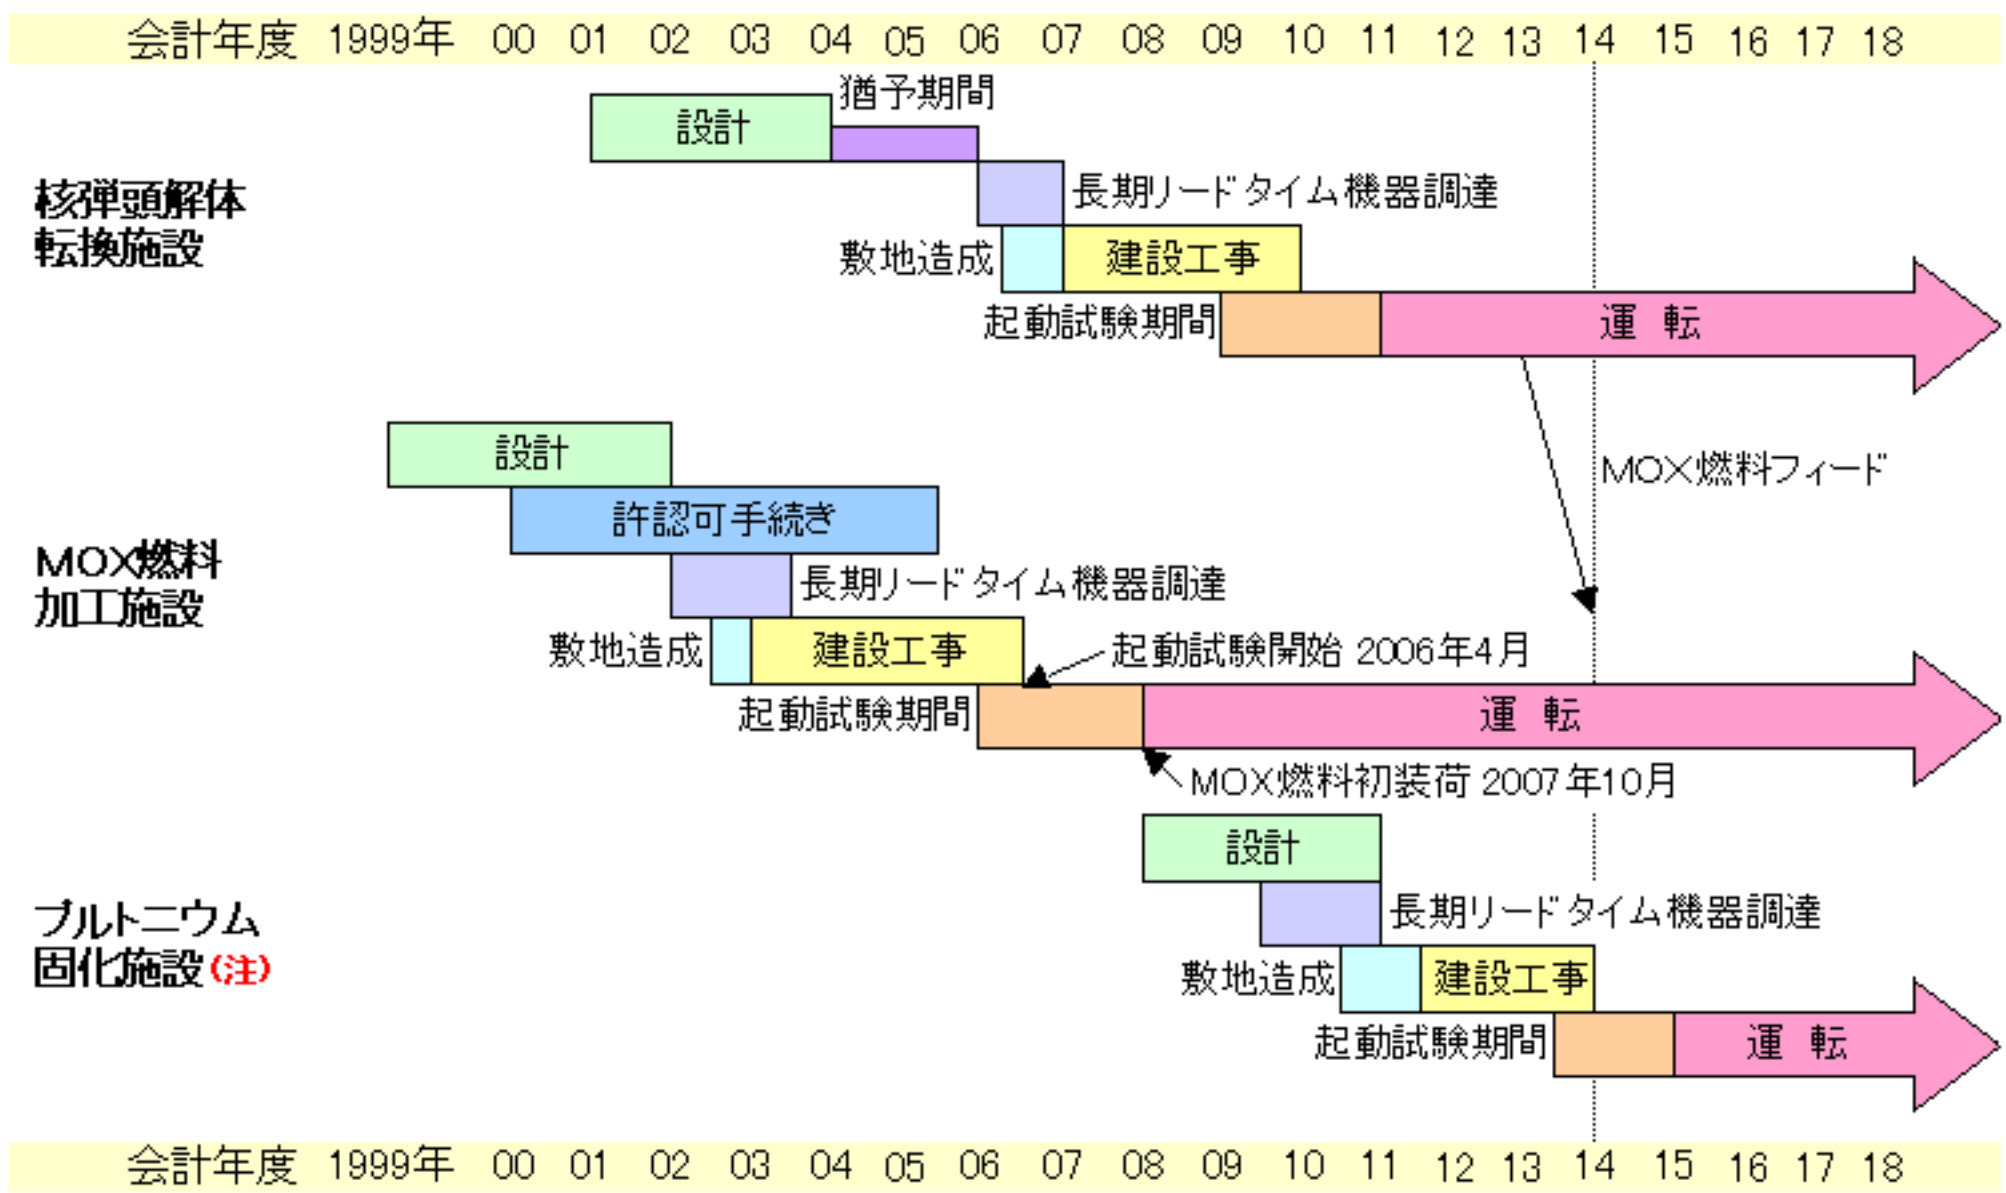 会計年度 1999年 00 01 02 03 04 05 06 07 08 09 10 11 12 13 14 15 16 17 18
核弾頭解体
転換施設
設計
猶予期間
長期リードタイム機器調達
敷地造成
建設工事
起動試験期間
運 転
MOX燃料フィード
MOX燃料
加工施設
設計
許認可手続き
長期リードタイム機器調達
敷地造成
建設工事
起動試験開始 2006年4月
起動試験期間
運 転
MOX燃料初装荷 2007年10月
プルトニウム
固化施設(注)
設計
長期リードタイム機器調達
敷地造成
建設工事
起動試験期間
運 転
会計年度 1999年 00 01 02 03 04 05 06 07 08 09 10 11 12 13 14 15 16 17 18